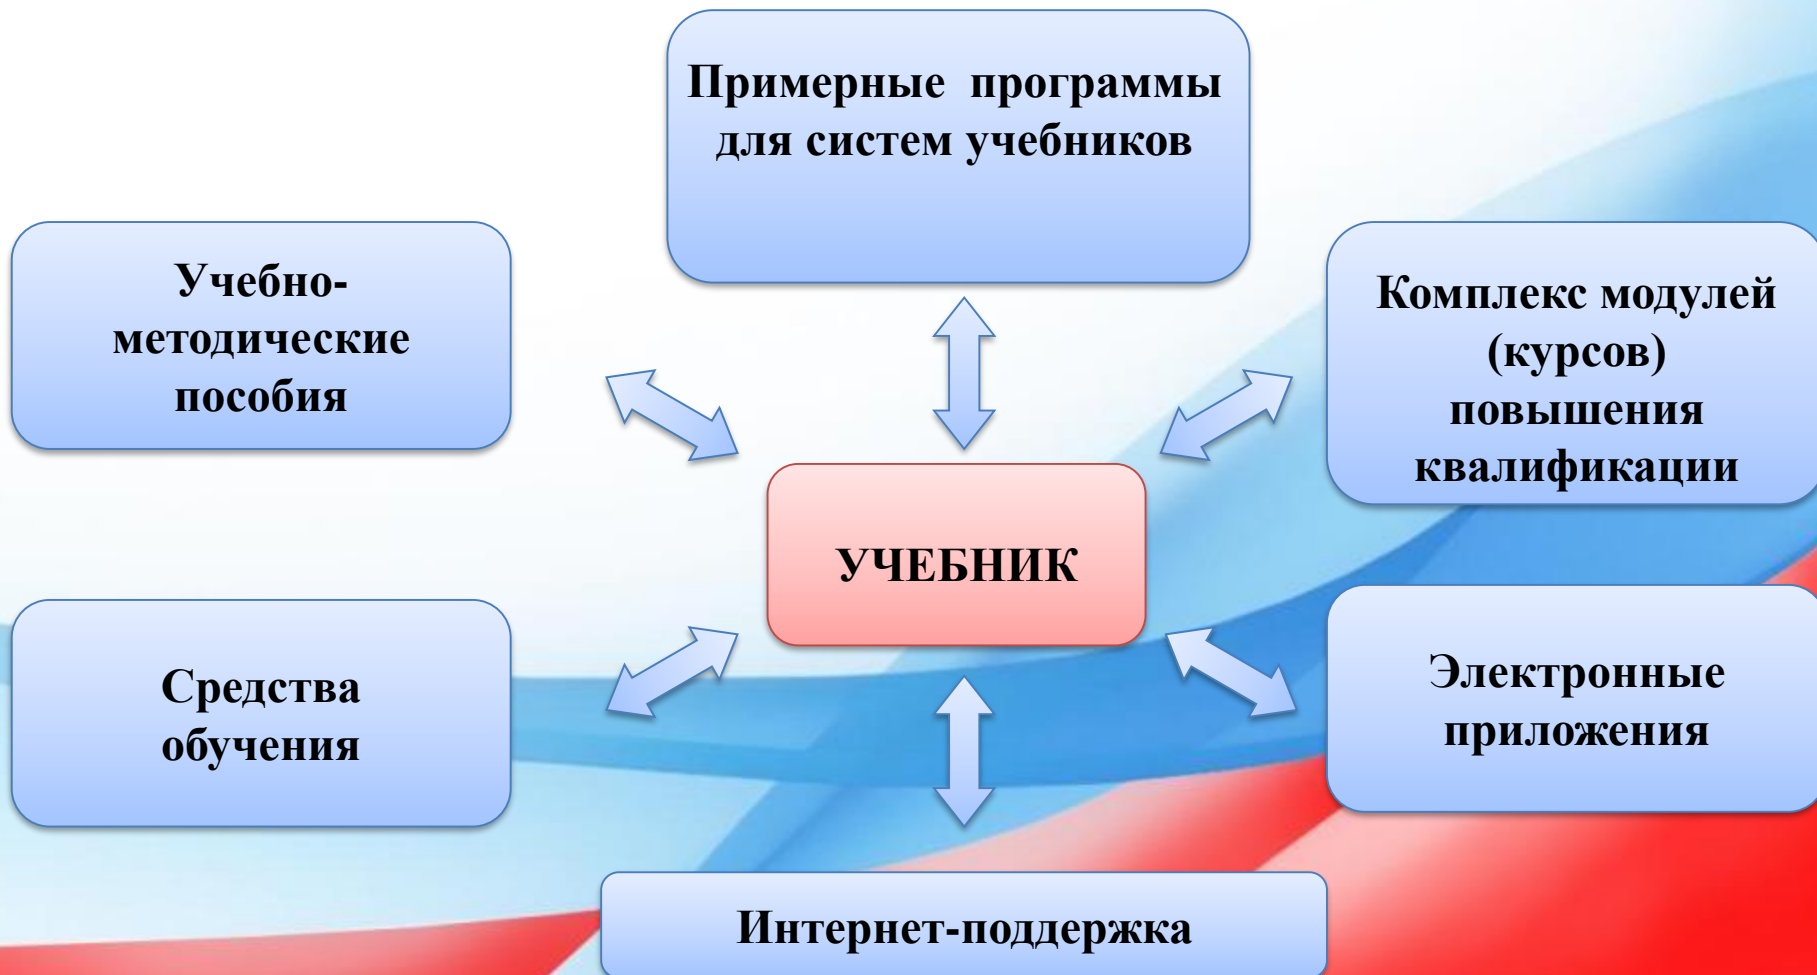 Примерные программы
для систем учебников
Учебно-
методические
пособия
Комплекс модулей
(курсов)
повышения
квалификации
УЧЕБНИК
Средства
обучения
Электронные
приложения
Интернет-поддержка